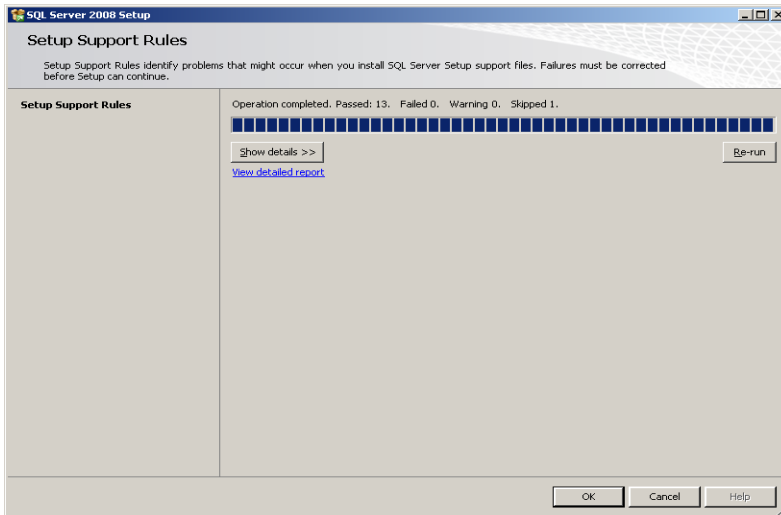 SQL Server 2008 Setup
Setup Support Rules
Setup Support Rules identify problems that might occur when you install SQL Server Setup support files. Failures must be corrected
before Setup can continue.
Setup Support Rules
Operation completed. Passed: 13. Failed 0. Warning 0. Skipped 1.
Show details >>
Re-run
View detailed report
OK
Cancel
Help